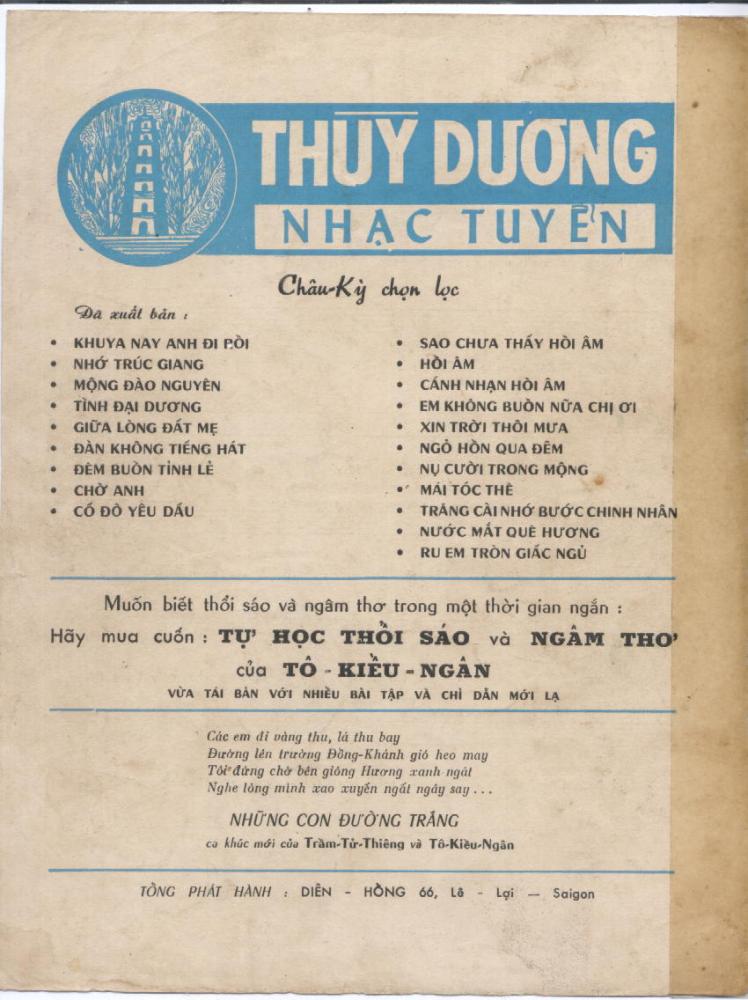 THÙY DƯƠNG
NHẠC TUYỂN
Châu-Kỳ chọn lọc
Đã xuất bản :
• KHUYA NAY ANH ĐI RỒI
• NHỚ TRÚC GIANG
• MỘNG ĐÀO NGUYÊN
• TÌNH ĐẠI DƯƠNG
• GIỮA LÒNG ĐẤT MẸ
• ĐÀN KHÔNG TIẾNG HÁT
• ĐÊM BUỒN TỈNH LẺ
• CHỜ ANH
• CỐ ĐÔ YÊU DẤU
• SAO CHƯA THẤY HỒI ÂM
• HỒI ÂM
• CÁNH NHẠN HỒI ÂM
• EM KHÔNG BUỒN NỮA CHỊ ƠI
• XIN TRỜI THÔI MƯA
• NGỎ HỒN QUA ĐÊM
• NỤ CƯỜI TRONG MỘNG
• MÁI TÓC THỀ
• TRĂNG CÀI NHỚ BƯỚC CHINH NHÂN
• NƯỚC MẮT QUÊ HƯƠNG
• RU EM TRÒN GIẤC NGỦ
Muốn biết thổi sáo và ngâm thơ trong một thời gian ngắn :
Hãy mua cuốn : TỰ HỌC THỔI SÁO và NGÂM THƠ
của TÔ - KIỀU - NGÂN
VỪA TÁI BẢN VỚI NHIỀU BÀI TẬP VÀ CHỈ DẪN MỚI LẠ
Các em đi vàng thu, lá thu bay
Đường lên trường Đồng-Khánh gió heo may
Tôi đứng chờ bên giòng Hương xanh ngát
Nghe lòng mình xao xuyến ngất ngây say . . .
NHỮNG CON ĐƯỜNG TRẮNG
ca khúc mới của Trầm-Tử-Thiêng và Tô-Kiều-Ngân
TỔNG PHÁT HÀNH : DIÊN - HỒNG 66, Lê - Lợi — Saigon